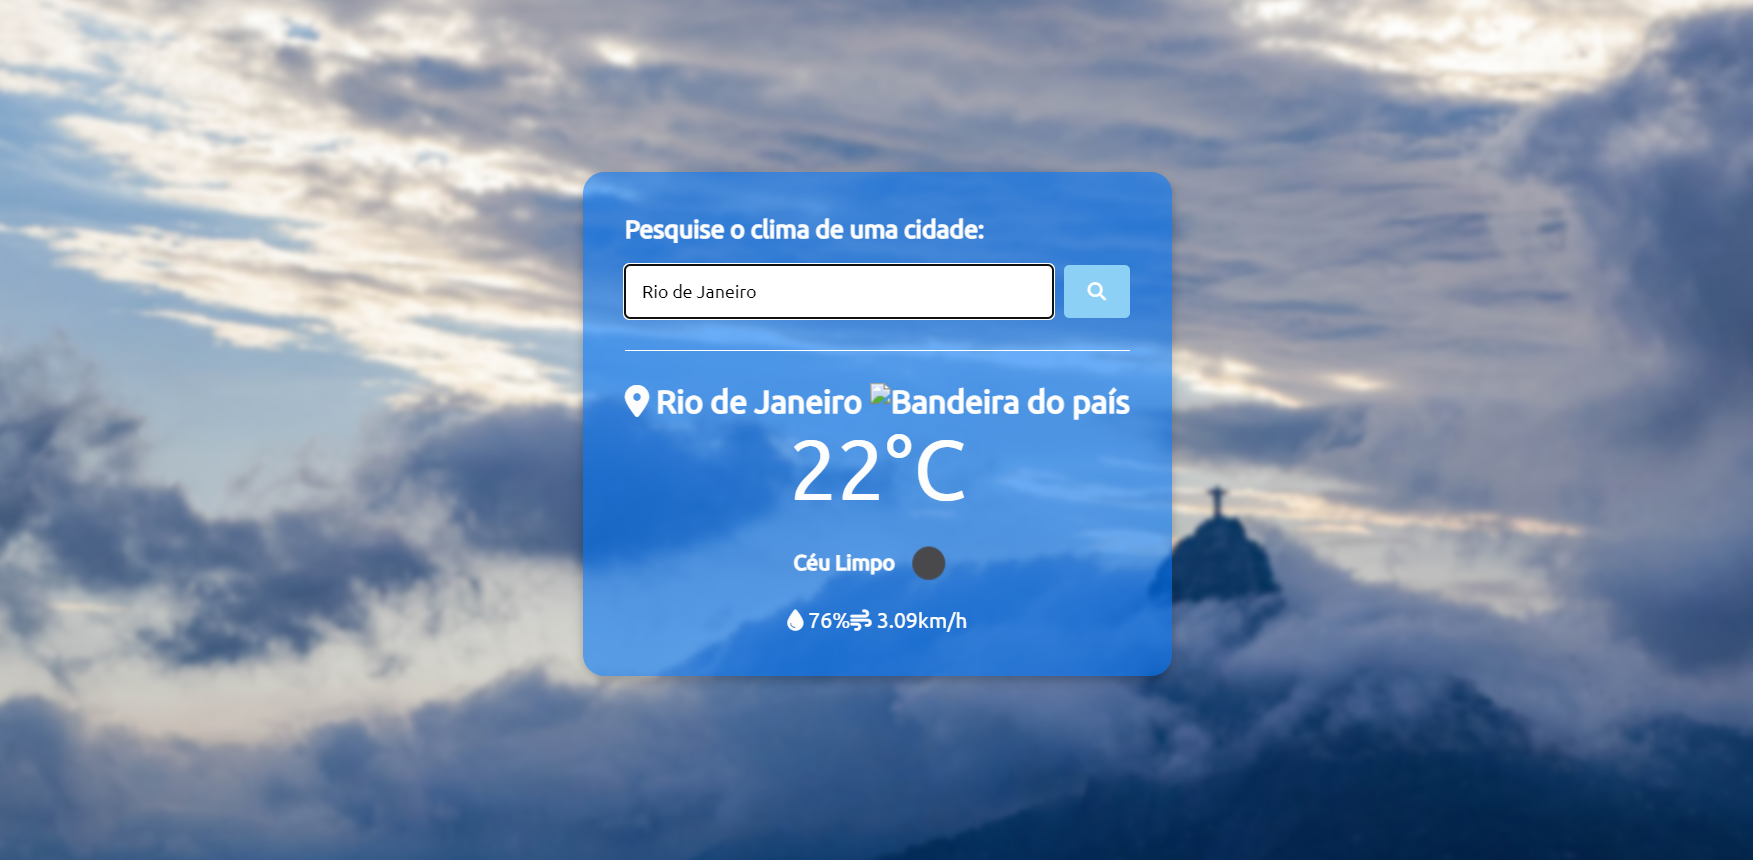 Pesquise o clima de uma cidade:
Rio de Janeiro
Rio de Janeiro Bandeira do país
22°C
Céu Limpo
76% 3.09km/h